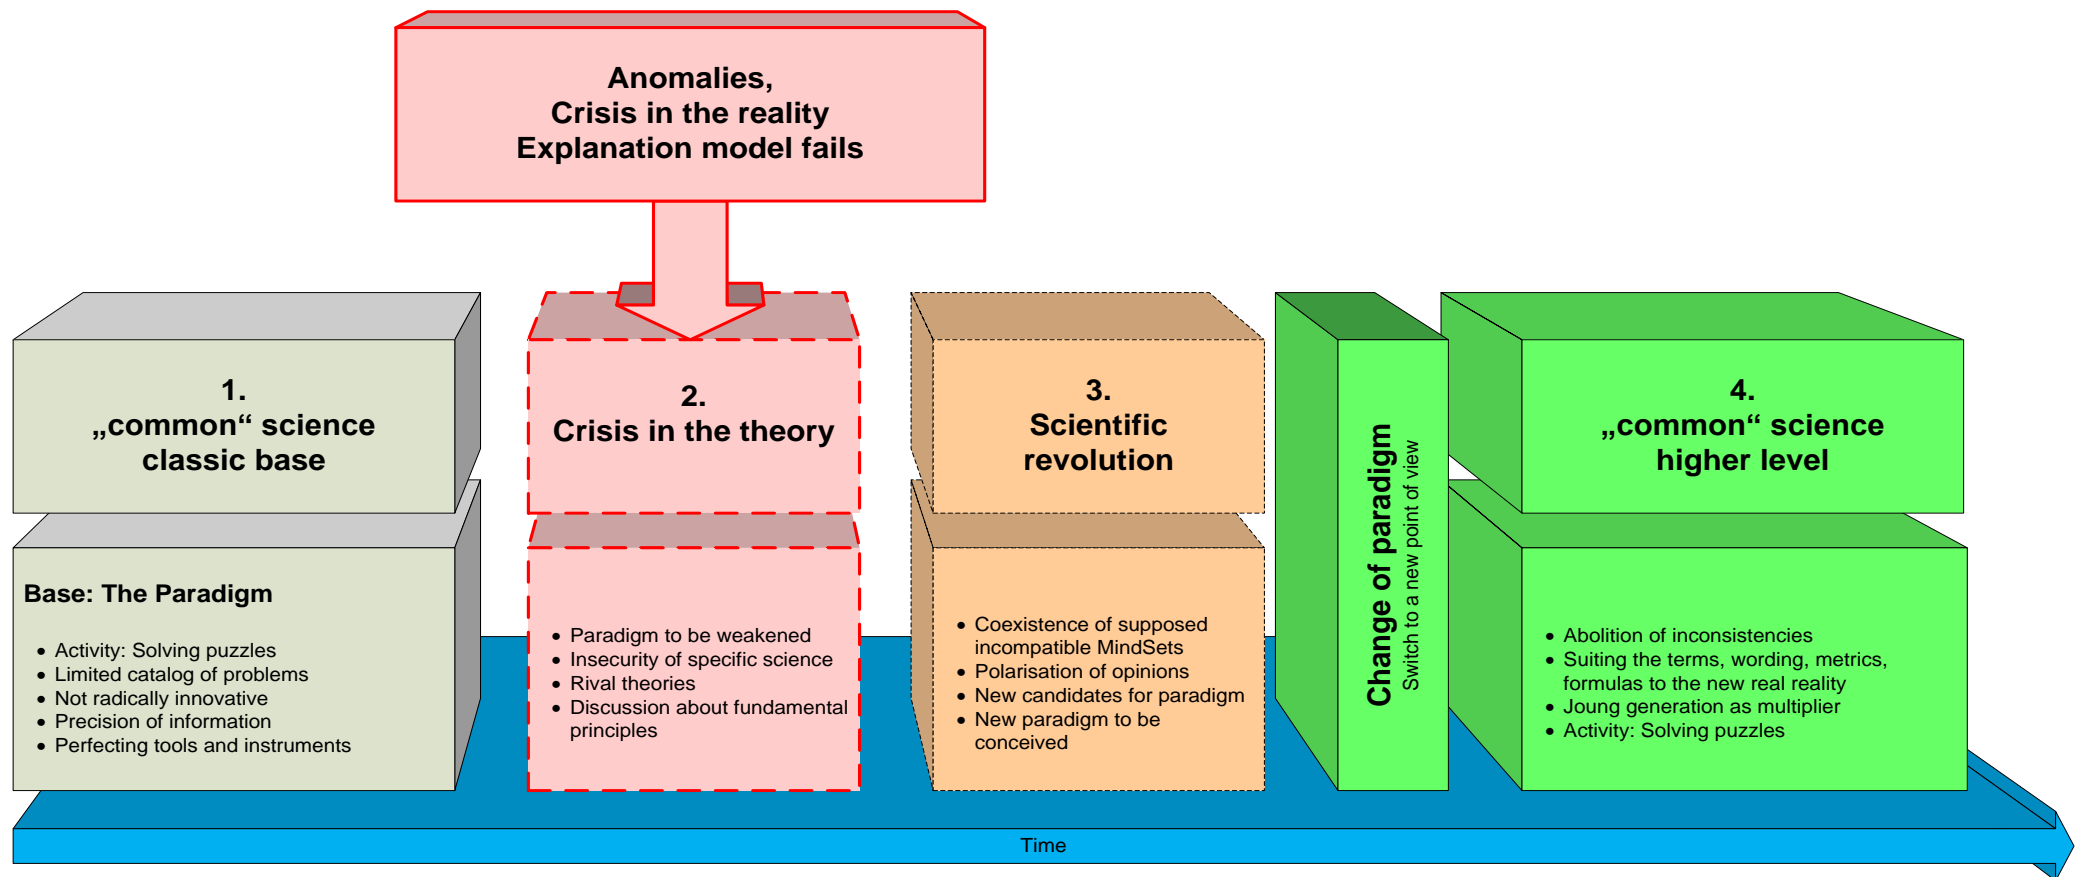 Anomalies,
Crisis in the reality
Explanation model fails
1.
„common“ science
classic base
Base: The Paradigm
• Activity: Solving puzzles
• Limited catalog of problems
• Not radically innovative
• Precision of information
• Perfecting tools and instruments
2.
Crisis in the theory
• Paradigm to be weakened
• Insecurity of specific science
• Rival theories
• Discussion about fundamental
principles
3.
Scientific
revolution
• Coexistence of supposed
incompatible MindSets
• Polarisation of opinions
• New candidates for paradigm
• New paradigm to be
conceived
Change of paradigm
Switch to a new point of view
4.
„common“ science
higher level
• Abolition of inconsistencies
• Suiting the terms, wording, metrics,
formulas to the new real reality
• Joung generation as multiplier
• Activity: Solving puzzles
Time